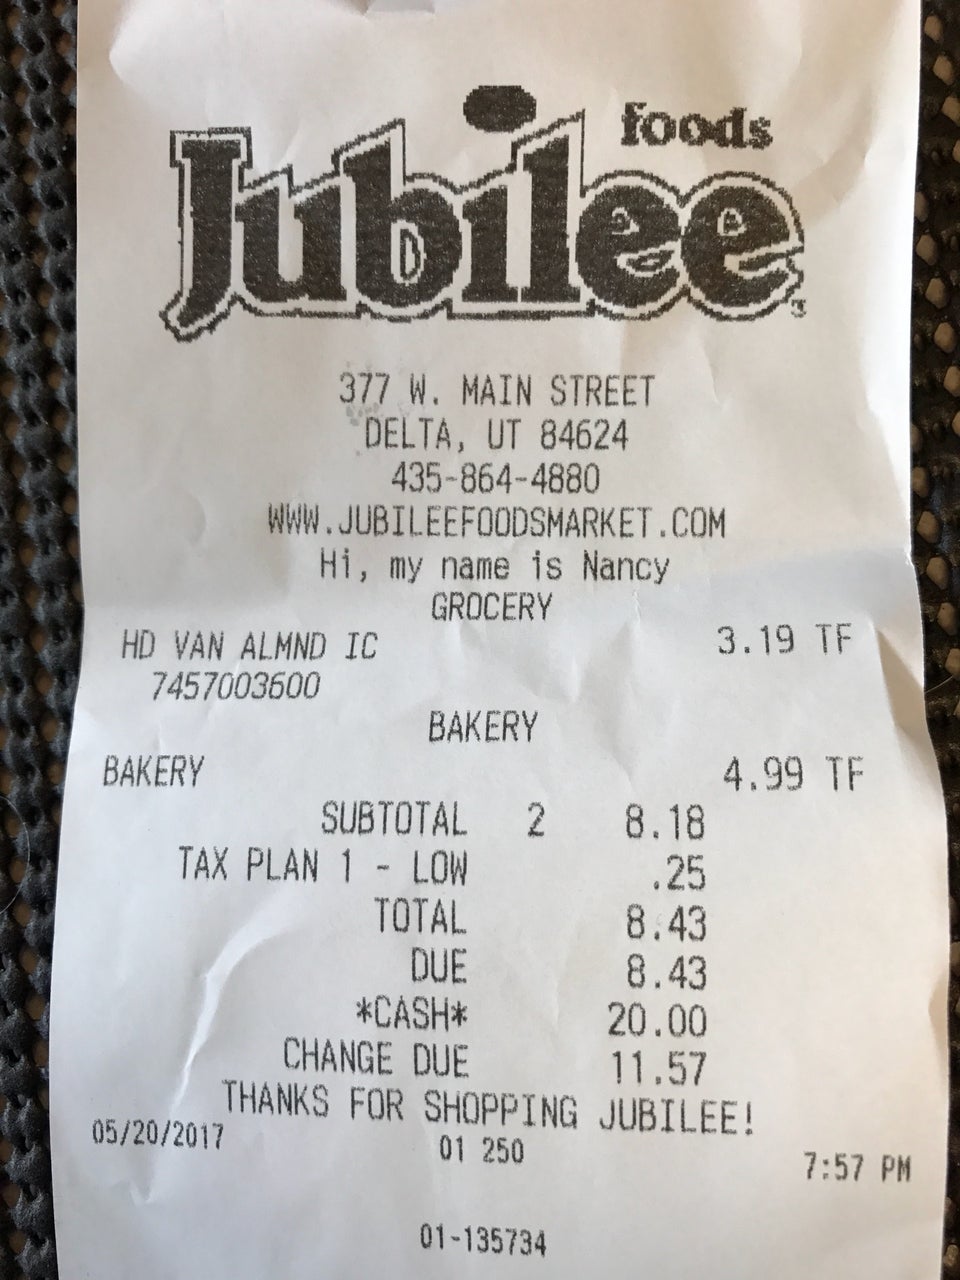 foods
Jubilee
377 W. MAIN STREET
DELTA, UT 84624
435-864-4880
WWW.JUBILEEFOODSMARKET.COM
Hi, my name is Nancy
GROCERY
HD VAN ALMND IC 3.19 TF
7457003600
BAKERY
BAKERY 4.99 TF
SUBTOTAL 2 8.18
TAX PLAN 1 - LOW .25
TOTAL 8.43
DUE 8.43
*CASH* 20.00
CHANGE DUE 11.57
THANKS FOR SHOPPING JUBILEE!
05/20/2017 01 250 7:57 PM
01-135734